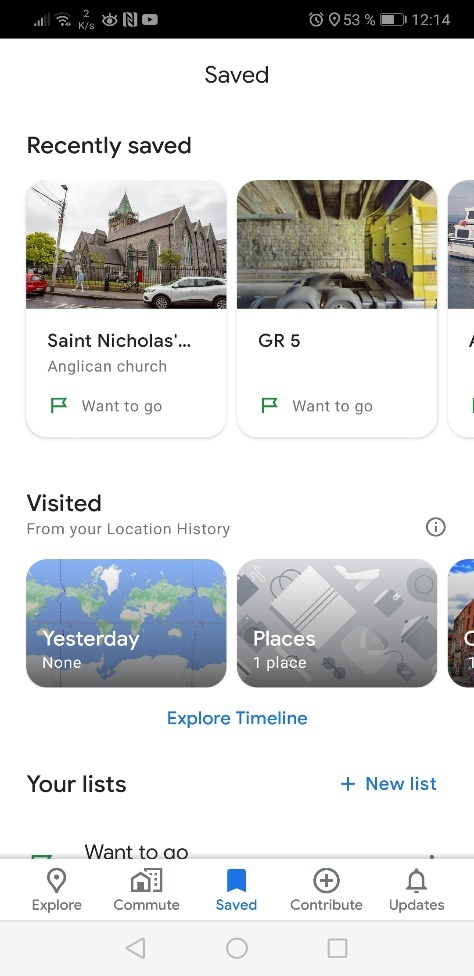 2
K/s
53 %
12:14
Saved
Recently saved
Saint Nicholas'...
Anglican church
Want to go
GR 5
Want to go
Visited
From your Location History
Yesterday
None
Places
1 place
Explore Timeline
Your lists
+ New list
Want to go
Explore
Commute
Saved
Contribute
Updates